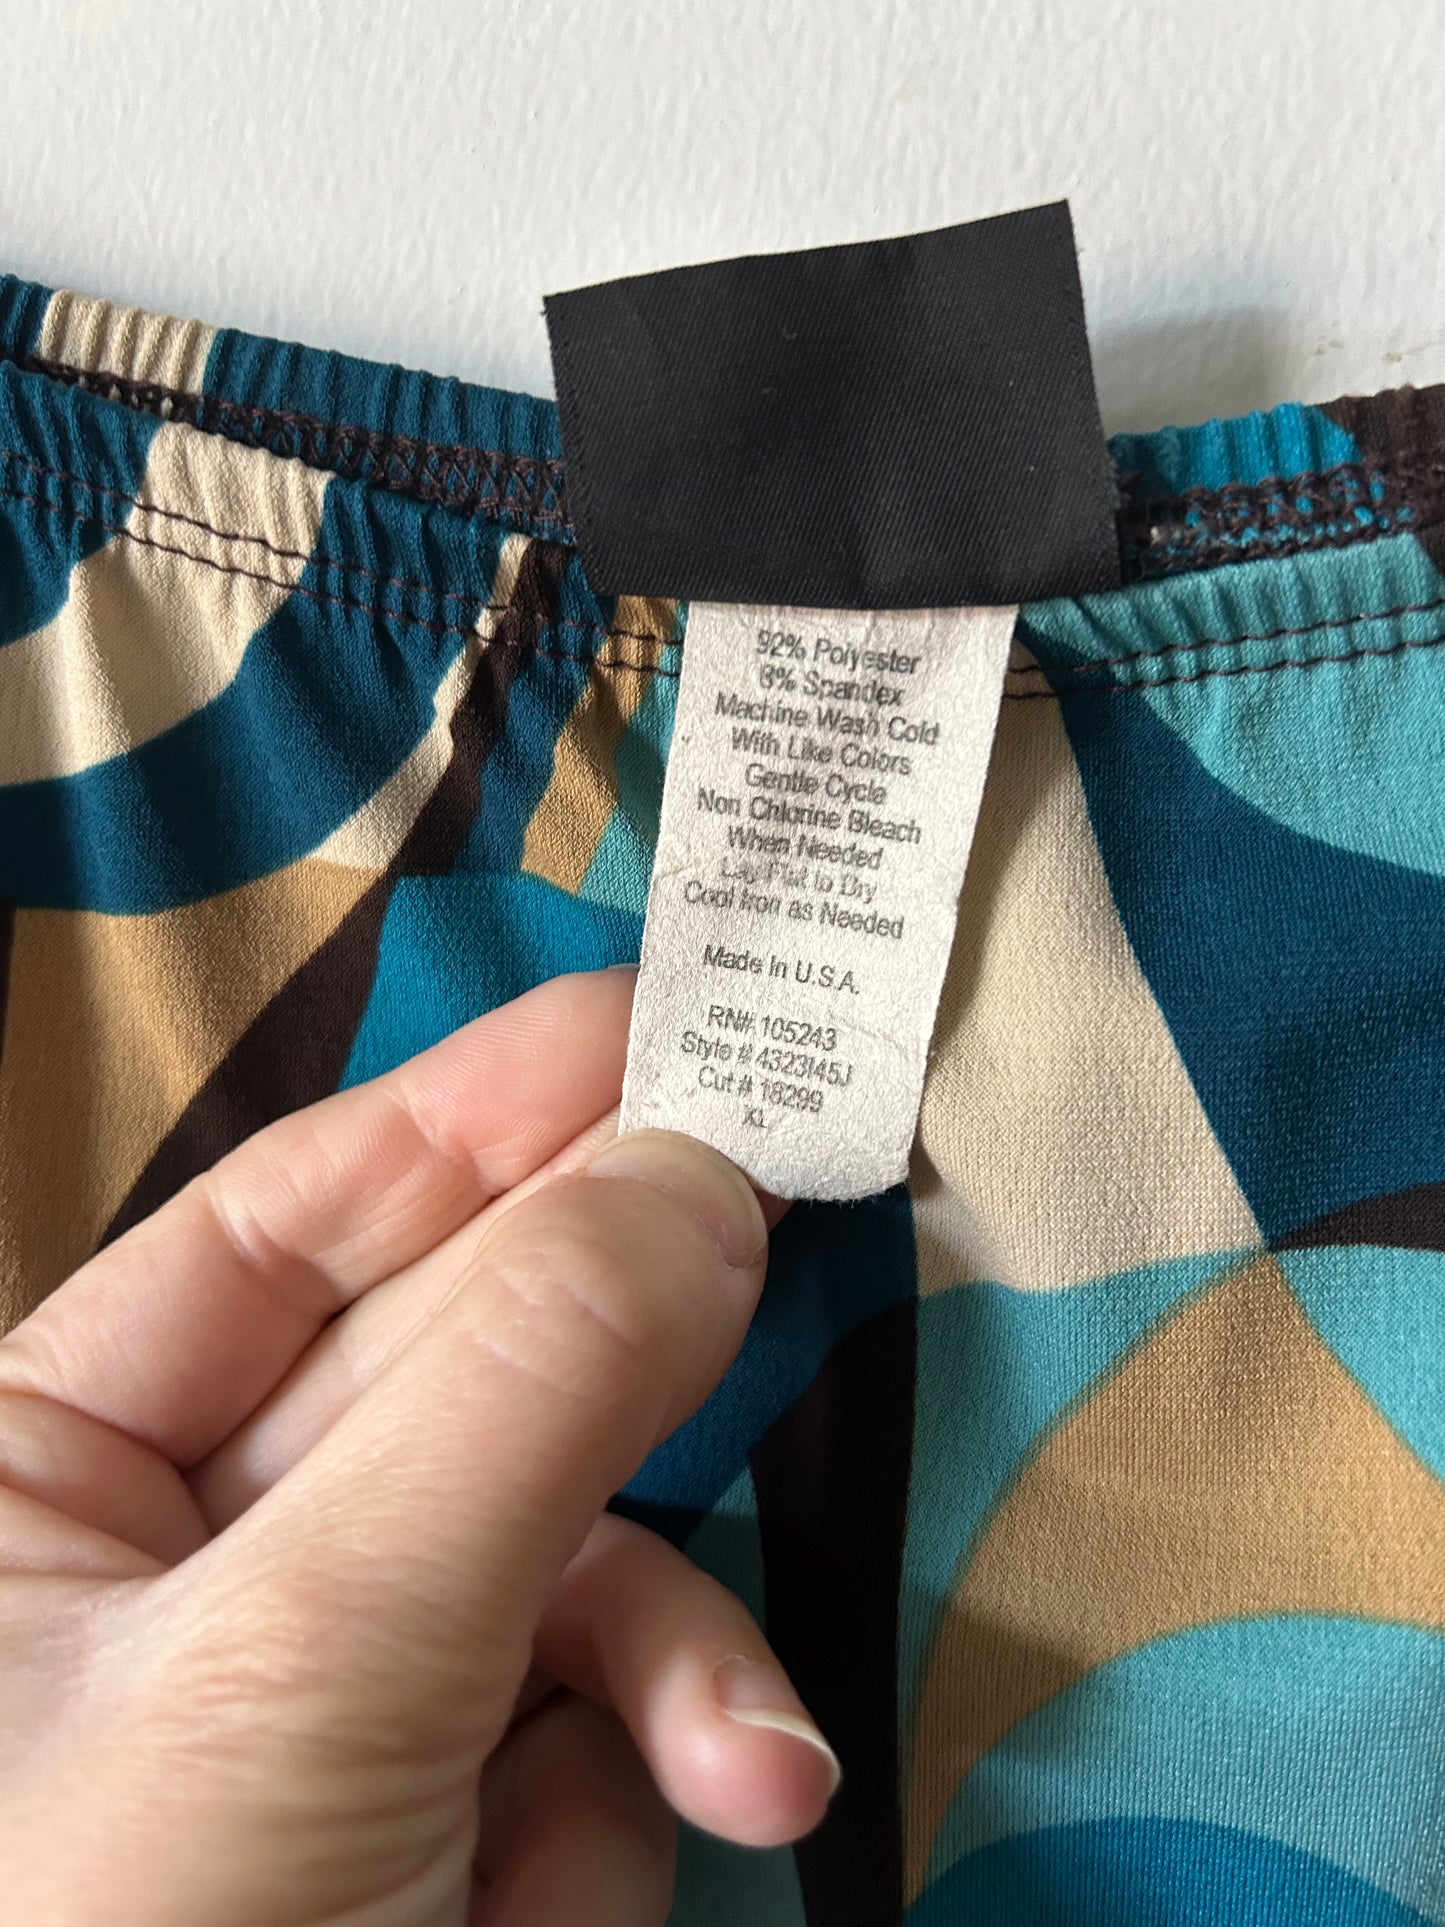 92% Polyester
8% Spandex
Machine Wash Cold
With Like Colors
Gentle Cycle
Non Chlorine Bleach
When Needed
Lay Flat to Dry
Cool Iron as Needed
Made In U.S.A.
RN# 105243
Style # 4323I45J
Cut # 18299
XL